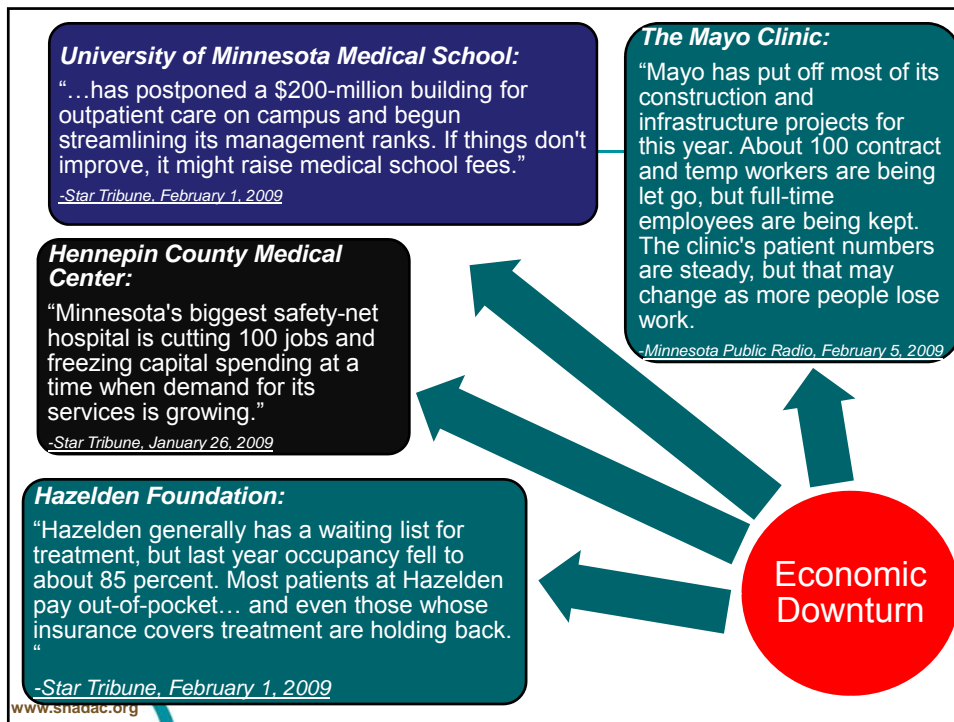 University of Minnesota Medical School:
“…has postponed a $200-million building for
outpatient care on campus and begun
streamlining its management ranks. If things don't
improve, it might raise medical school fees.”
-Star Tribune, February 1, 2009
The Mayo Clinic:
“Mayo has put off most of its
construction and
infrastructure projects for
this year. About 100 contract
and temp workers are being
let go, but full-time
employees are being kept.
The clinic's patient numbers
are steady, but that may
change as more people lose
work.
-Minnesota Public Radio, February 5, 2009
Hennepin County Medical
Center:
“Minnesota's biggest safety-net
hospital is cutting 100 jobs and
freezing capital spending at a
time when demand for its
services is growing.”
-Star Tribune, January 26, 2009
Hazelden Foundation:
“Hazelden generally has a waiting list for
treatment, but last year occupancy fell to
about 85 percent. Most patients at Hazelden
pay out-of-pocket… and even those whose
insurance covers treatment are holding back.
“
-Star Tribune, February 1, 2009
Economic
Downturn
www.shadac.org